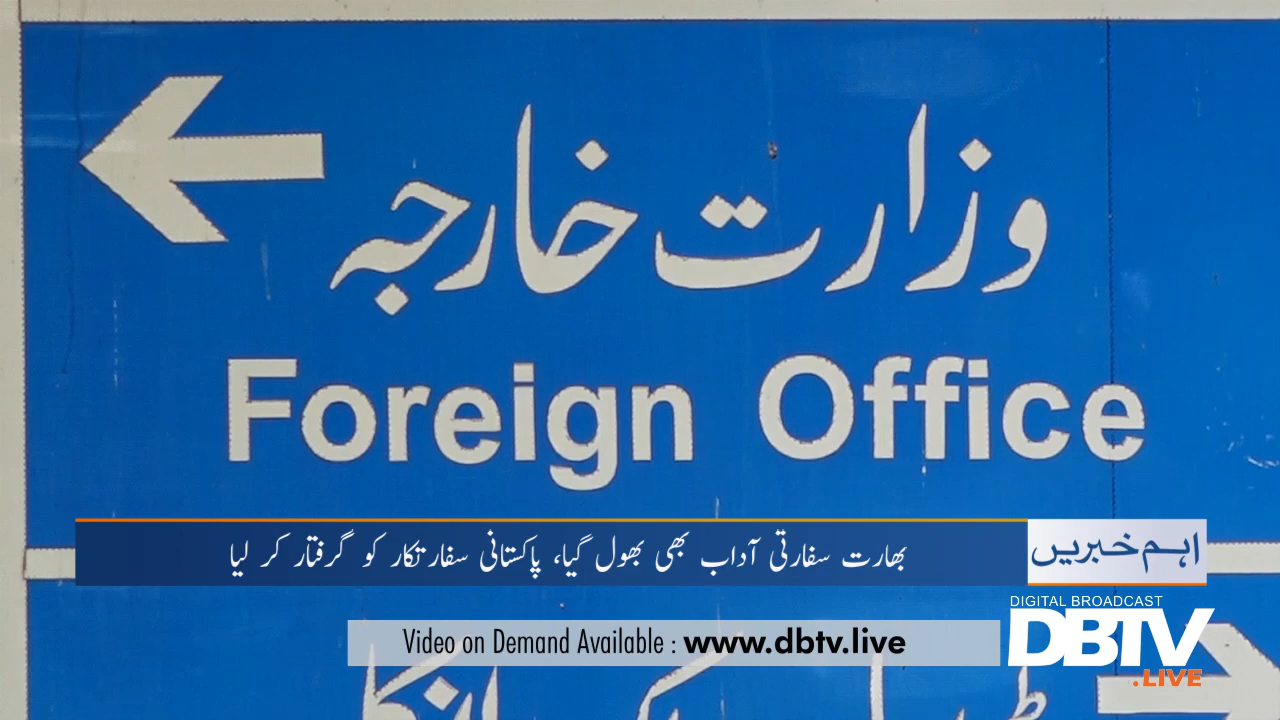 وزارت خارجہ
Foreign Office
اہم خبریں
بھارت سفارتی آداب بھی بھول گیا، پاکستانی سفارتکار کو گرفتار کر لیا
DIGITAL BROADCAST
Video on Demand Available : www.dbtv.live
DBTV
.LIVE